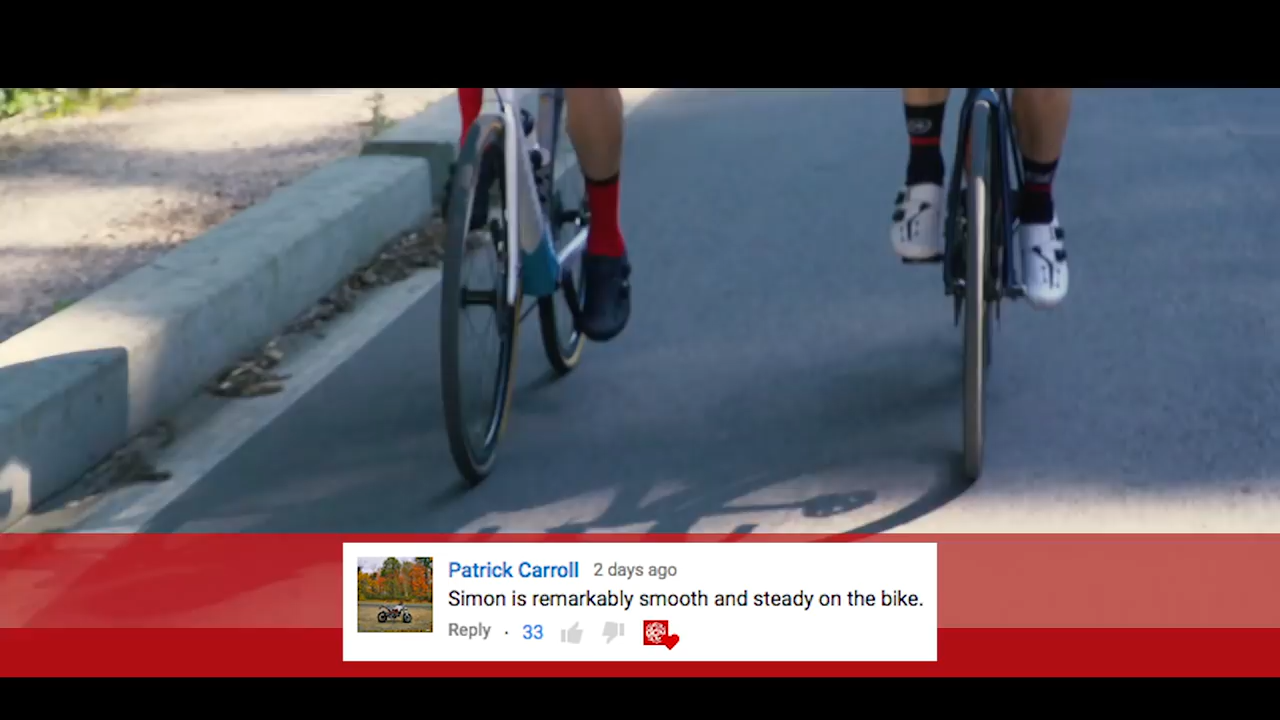 Patrick Carroll 2 days ago
Simon is remarkably smooth and steady on the bike.
Reply · 33